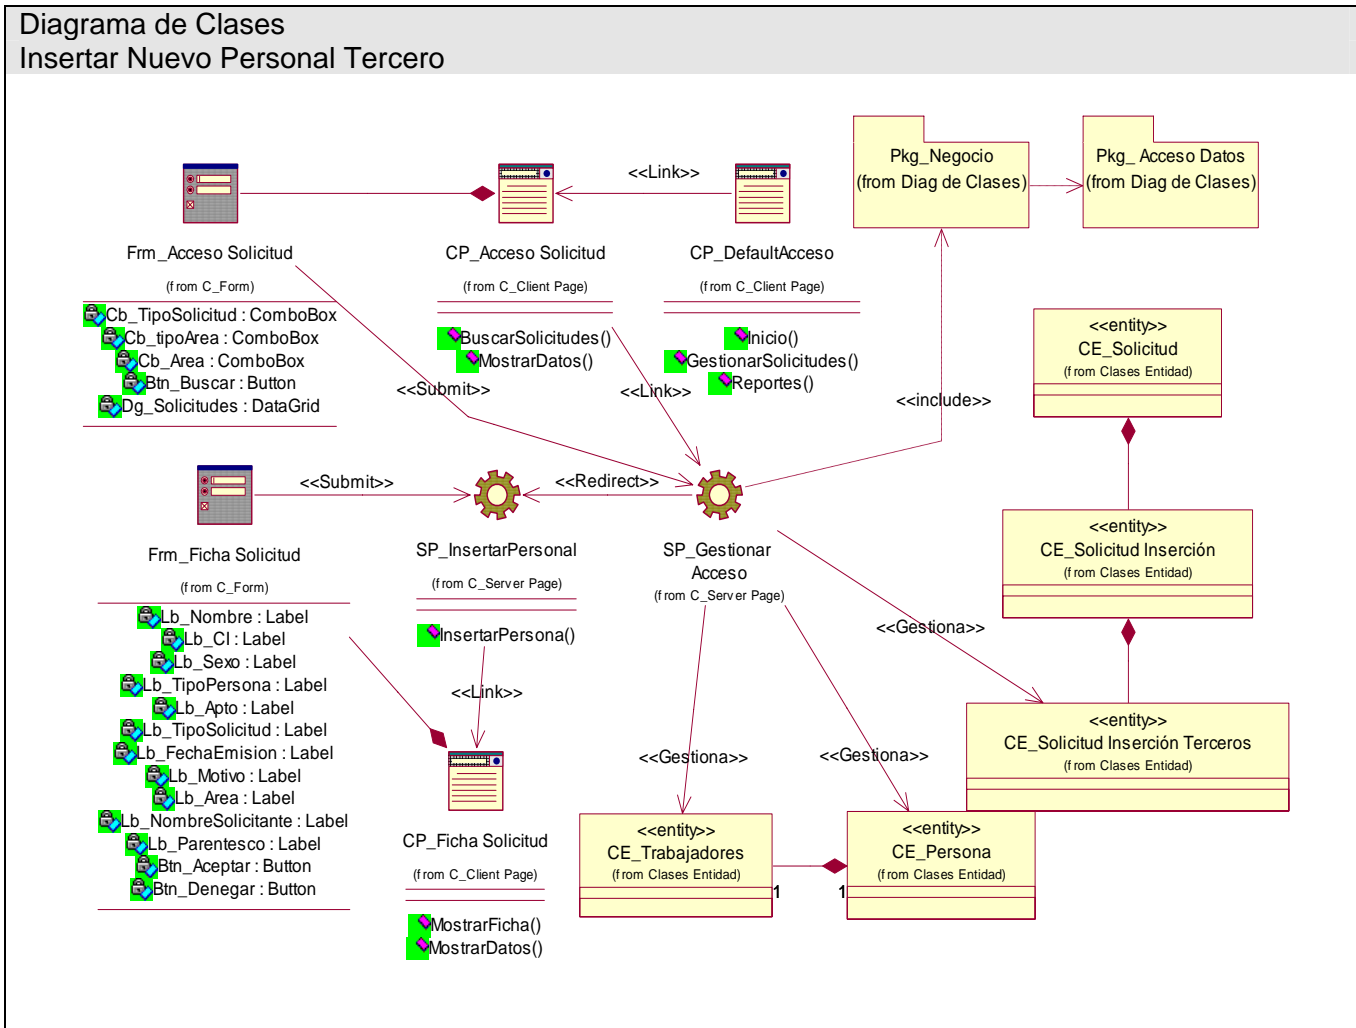 Diagrama de Clases
Insertar Nuevo Personal Tercero
Pkg_Negocio
(from Diag de Clases)
Pkg_ Acceso Datos
(from Diag de Clases)
<<Link>>
Frm_Acceso Solicitud
(from C_Form)
Cb_TipoSolicitud : ComboBox
Cb_tipoArea : ComboBox
Cb_Area : ComboBox
Btn_Buscar : Button
Dg_Solicitudes : DataGrid
CP_Acceso Solicitud
(from C_Client Page)
BuscarSolicitudes()
MostrarDatos()
CP_DefaultAcceso
(from C_Client Page)
Inicio()
GestionarSolicitudes()
Reportes()
<<Submit>>
<<Link>>
<<include>>
<<entity>>
CE_Solicitud
(from Clases Entidad)
<<Submit>>
<<Redirect>>
Frm_Ficha Solicitud
(from C_Form)
Lb_Nombre : Label
Lb_CI : Label
Lb_Sexo : Label
Lb_TipoPersona : Label
Lb_Apto : Label
Lb_TipoSolicitud : Label
Lb_FechaEmision : Label
Lb_Motivo : Label
Lb_Area : Label
Lb_NombreSolicitante : Label
Lb_Parentesco : Label
Btn_Aceptar : Button
Btn_Denegar : Button
SP_InsertarPersonal
(from C_Server Page)
InsertarPersona()
SP_Gestionar
Acceso
(from C_Server Page)
<<entity>>
CE_Solicitud Inserción
(from Clases Entidad)
<<Gestiona>>
<<Link>>
<<Gestiona>>
<<Gestiona>>
<<entity>>
CE_Solicitud Inserción Terceros
(from Clases Entidad)
CP_Ficha Solicitud
(from C_Client Page)
MostrarFicha()
MostrarDatos()
<<entity>>
CE_Trabajadores
(from Clases Entidad)
1
1
<<entity>>
CE_Persona
(from Clases Entidad)